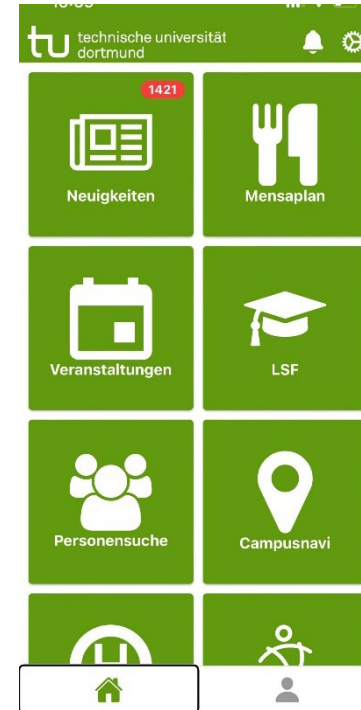 tu technische universität
dortmund
1421
Neuigkeiten
Mensaplan
Veranstaltungen
LSF
Personensuche
Campusnavi
H